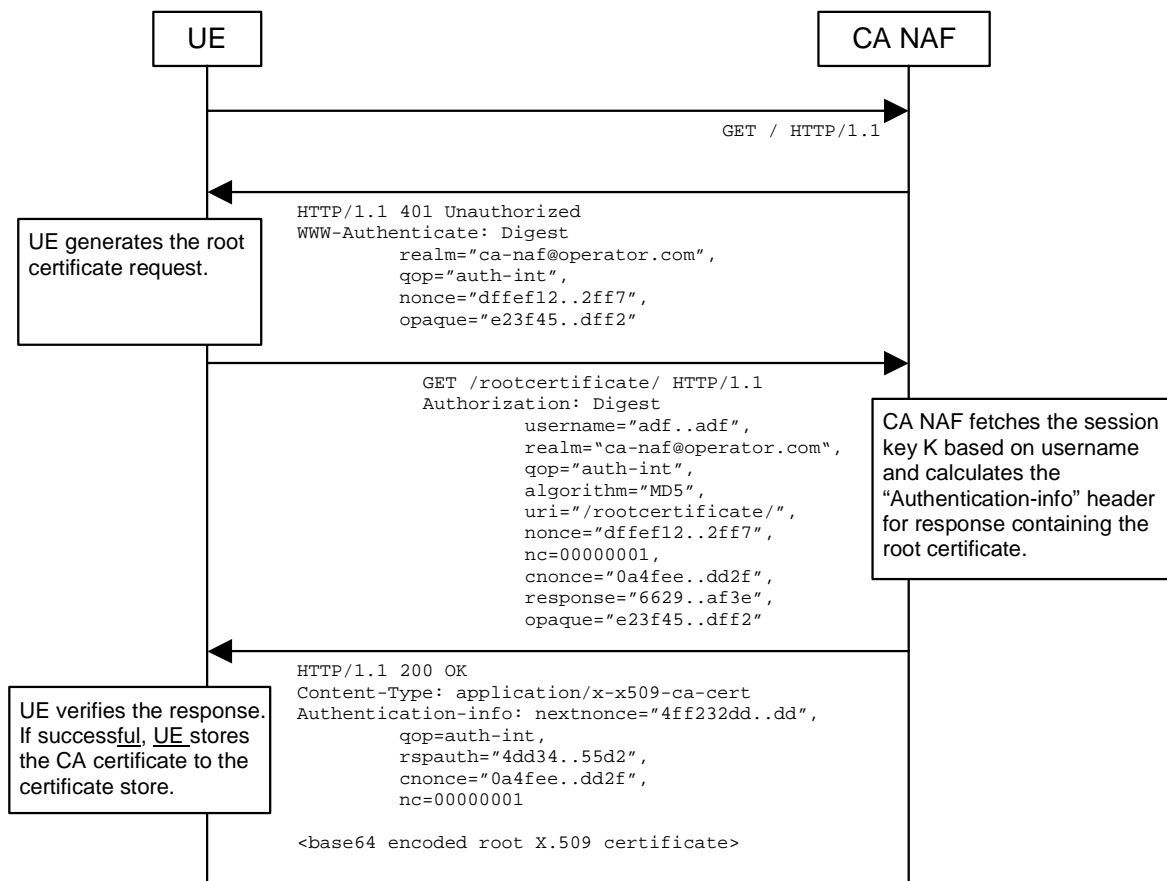 UE
CA NAF
GET / HTTP/1.1
HTTP/1.1 401 Unauthorized
WWW-Authenticate: Digest
realm="ca-naf@operator.com",
qop="auth-int",
nonce="dffef12..2ff7",
opaque="e23f45..dff2"
UE generates the root
certificate request.
GET /rootcertificate/ HTTP/1.1
Authorization: Digest
username="adf..adf",
realm=“ca-naf@operator.com“,
qop="auth-int",
algorithm="MD5",
uri="/rootcertificate/",
nonce="dffef12..2ff7",
nc=00000001,
cnonce="0a4fee..dd2f",
response="6629..af3e",
opaque="e23f45..dff2"
CA NAF fetches the session
key K based on username
and calculates the
“Authentication-info” header
for response containing the
root certificate.
HTTP/1.1 200 OK
Content-Type: application/x-x509-ca-cert
Authentication-info: nextnonce="4ff232dd..dd",
qop=auth-int,
rspauth="4dd34..55d2",
cnonce="0a4fee..dd2f",
nc=00000001
<base64 encoded root X.509 certificate>
UE verifies the response.
If successful, UE stores
the CA certificate to the
certificate store.